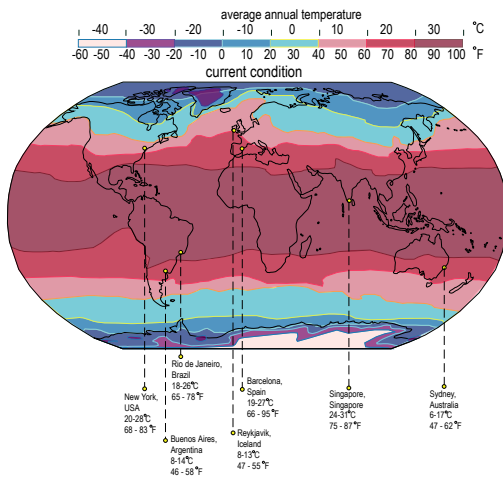 average annual temperature
-40 -30 -20 -10 0 10 20 30 °C
-60 -50 -40 -30 -20 -10 0 10 20 30 40 50 60 70 80 90 100 °F
current condition
Rio de Janeiro,
Brazil
18-26°C
65 - 78 °F
New York,
USA
20-28°C
68 - 83 °F
Barcelona,
Spain
19-27°C
66 - 95 °F
Singapore,
Singapore
24-31°C
75 - 87 °F
Sydney,
Australia
6-17°C
47 - 62 °F
Buenos Aires,
Argentina
8-14°C
46 - 58 °F
Reykjavik,
Iceland
8-13°C
47 - 55 °F